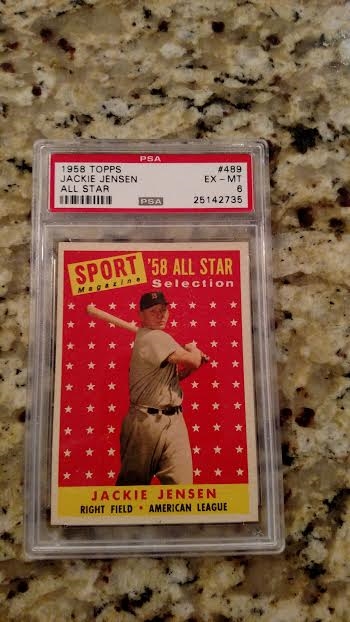 PSA
1958 TOPPS #489
JACKIE JENSEN EX - MT
ALL STAR 6
PSA 25142735
SPORT '58 ALL STAR
Magazine Selection
B
JACKIE JENSEN
RIGHT FIELD • AMERICAN LEAGUE